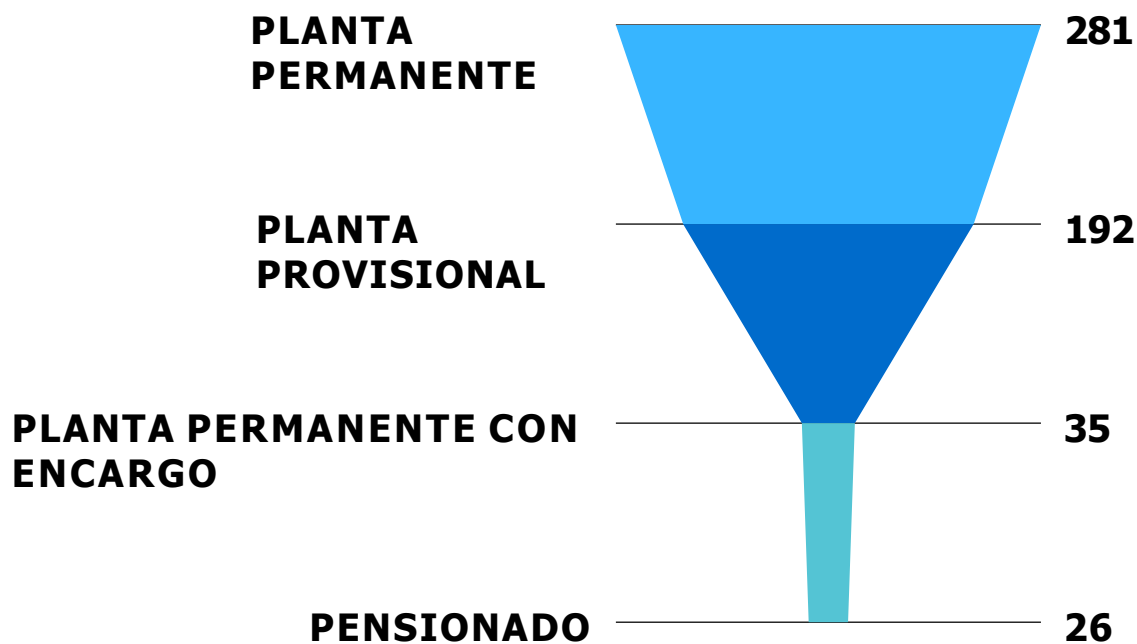 PLANTA
PERMANENTE
281
PLANTA
PROVISIONAL
192
PLANTA PERMANENTE CON
ENCARGO
35
PENSIONADO
26